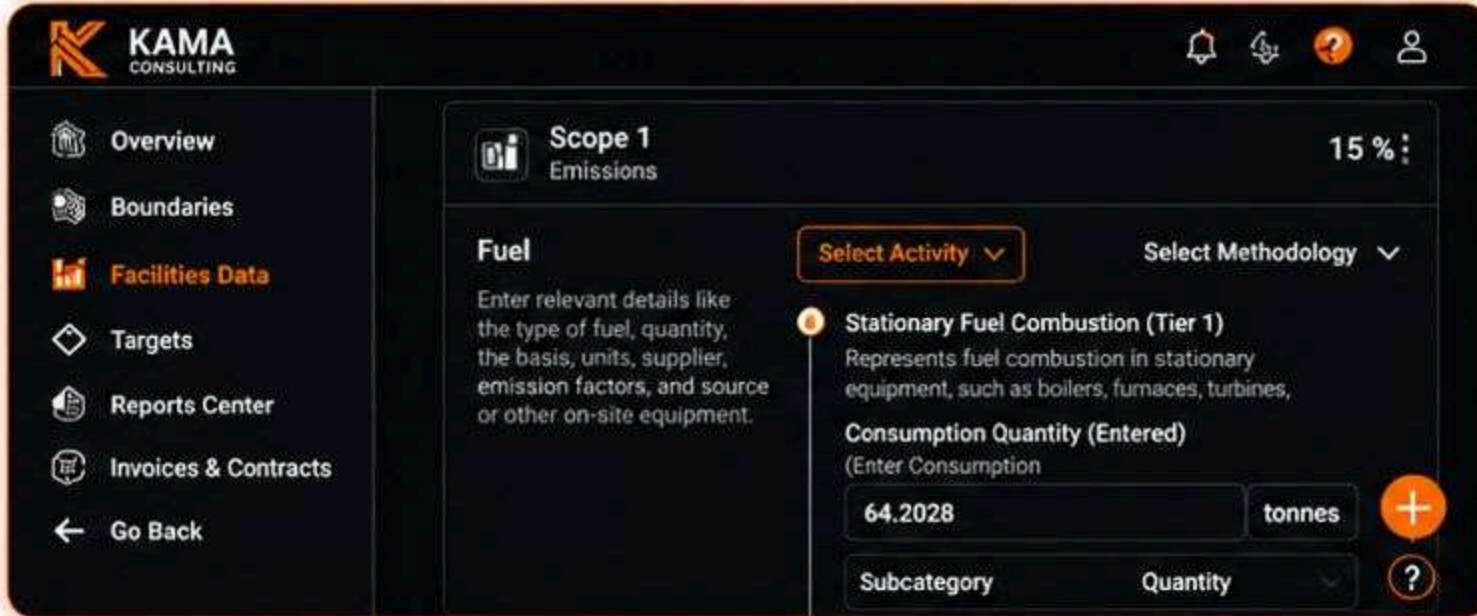 KAMA
CONSULTING
Overview
Boundaries
Facilities Data
Targets
Reports Center
Invoices & Contracts
Go Back
Scope 1
Emissions
15 %
Fuel
Enter relevant details like
the type of fuel, quantity,
the basis, units, supplier,
emission factors, and source
or other on-site equipment.
Select Activity
Select Methodology
Stationary Fuel Combustion (Tier 1)
Represents fuel combustion in stationary
equipment, such as boilers, furnaces, turbines,
Consumption Quantity (Entered)
(Enter Consumption
64.2028
tonnes
+
Subcategory
Quantity
?